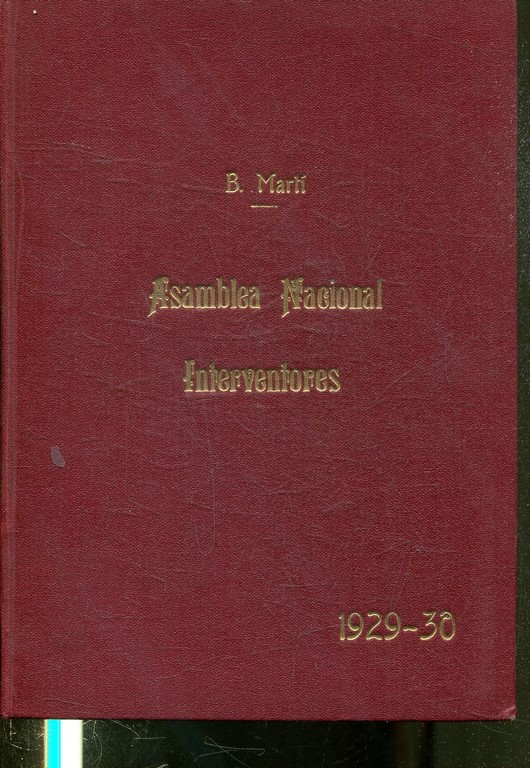 B. Martí
Asamblea Nacional
Interventores
1929-30